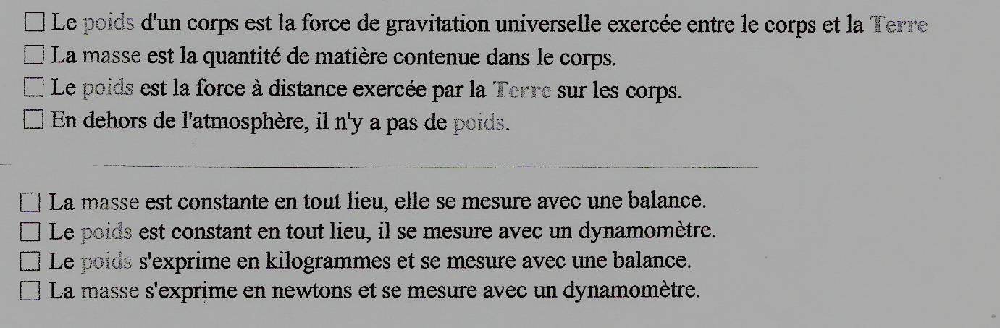 Le poids d'un corps est la force de gravitation universelle exercée entre le corps et la Terre
La masse est la quantité de matière contenue dans le corps.
Le poids est la force à distance exercée par la Terre sur les corps.
En dehors de l'atmosphère, il n'y a pas de poids.
La masse est constante en tout lieu, elle se mesure avec une balance.
Le poids est constant en tout lieu, il se mesure avec un dynamomètre.
Le poids s'exprime en kilogrammes et se mesure avec une balance.
La masse s'exprime en newtons et se mesure avec un dynamomètre.